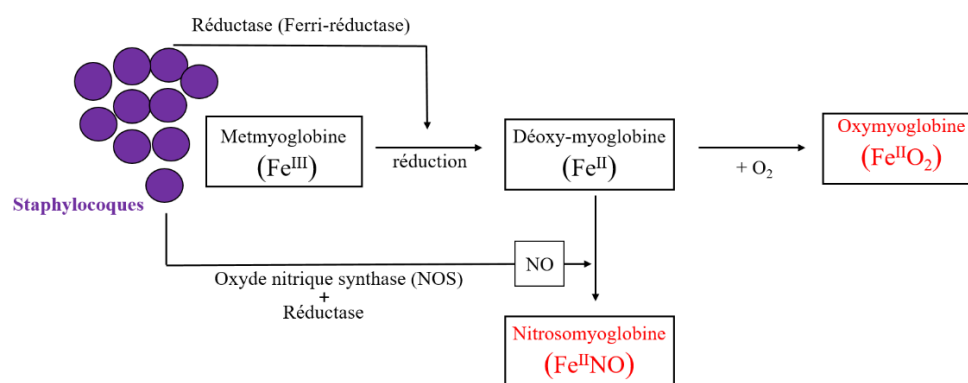 Réductase (Ferri-réductase)
Metmyoglobine
(Feᴵᴵᴵ)
réduction
Déoxy-myoglobine
(Feᴵᴵ)
+ O₂
Oxymyoglobine
(FeᴵᴵO₂)
Staphylocoques
Oxyde nitrique synthase (NOS)
+
Réductase
NO
Nitrosomyoglobine
(FeᴵᴵNO)